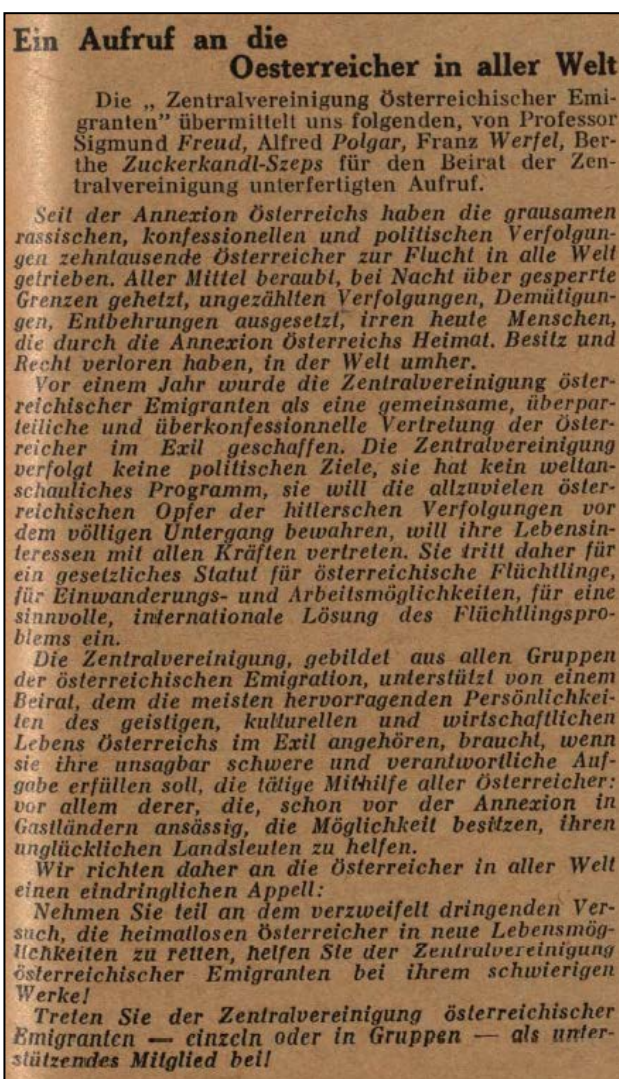 Ein Aufruf an die
Oesterreicher in aller Welt
Die „ Zentralvereinigung österreichischer Emi-
granten" übermittelt uns folgenden, von Professor
Sigmund Freud, Alfred Polgar, Franz Werfel, Ber-
the Zuckerkandl-Szeps für den Beirat der Zen-
tralvereinigung unterfertigten Aufruf.
Seit der Annexion Österreichs haben die grausamen
rassischen, konfessionellen und politischen Verfolgun-
gen zehntausende Österreicher zur Flucht in alle Welt
getrieben. Aller Mittel beraubt, bei Nacht über gesperrte
Grenzen gehetzt, ungezählten Verfolgungen, Demütigun-
gen, Entbehrungen ausgesetzt, irren heute Menschen,
die durch die Annexion Österreichs Heimat. Besitz und
Recht verloren haben, in der Welt umher.
Vor einem Jahr wurde die Zentralvereinigung öster-
reichischer Emigranten als eine gemeinsame, überpar-
teiliche und überkonfessionnelle Vertretung der Öster-
reicher im Exil geschaffen. Die Zentralvereinigung
verfolgt keine politischen Ziele, sie hat kein weltan-
schauliches Programm, sie will die allzuvielen öster-
reichischen Opfer der hitlerschen Verfolgungen vor
dem völligen Untergang bewahren, will ihre Lebensin-
teressen mit allen Kräften vertreten. Sie tritt daher für
ein gesetzliches Statut für österreichische Flüchtlinge,
für Einwanderungs- und Arbeitsmöglichkeiten, für eine
sinnvolle, internationale Lösung des Flüchtlingspro-
blems ein.
Die Zentralvereinigung, gebildet aus allen Gruppen
der österreichischen Emigration, unterstützt von einem
Beirat, dem die meisten hervorragenden Persönlichkei-
ten des geistigen, kulturellen und wirtschaftlichen
Lebens Österreichs im Exil angehören, braucht, wenn
sie ihre unsagbar schwere und verantwortliche Auf-
gabe erfüllen soll, die tätige Mithilfe aller Österreicher:
vor allem derer, die, schon vor der Annexion in
Gastländern ansässig, die Möglichkeit besitzen, ihren
unglücklichen Landsleuten zu helfen.
Wir richten daher an die Österreicher in aller Welt
einen eindringlichen Appell:
Nehmen Sie teil an dem verzweifelt dringenden Ver-
such, die heimatlosen Österreicher in neue Lebensmög-
lichkeiten zu retten, helfen Sie der Zentralvereinigung
österreichischer Emigranten bei ihrem schwierigen
Werke!
Treten Sie der Zentralvereinigung österreichischer
Emigranten — einzeln oder in Gruppen — als unter-
stützendes Mitglied bei!